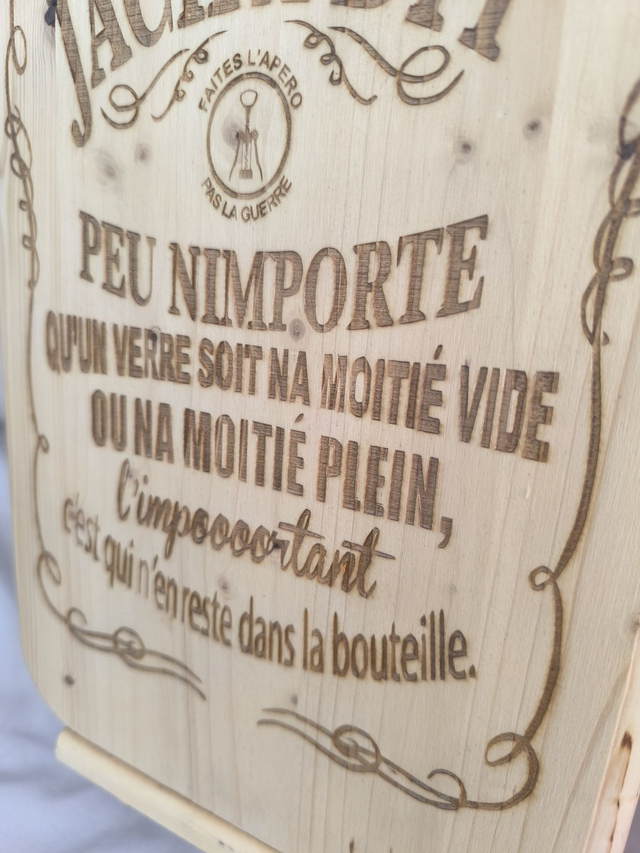 FAITES L'APERO
PAS LA GUERRE
PEU NIMPORTE
QU'UN VERRE SOIT NA MOITIÉ VIDE
OU NA MOITIÉ PLEIN,
l'impoooortant
c'est qui n'en reste dans la bouteille.